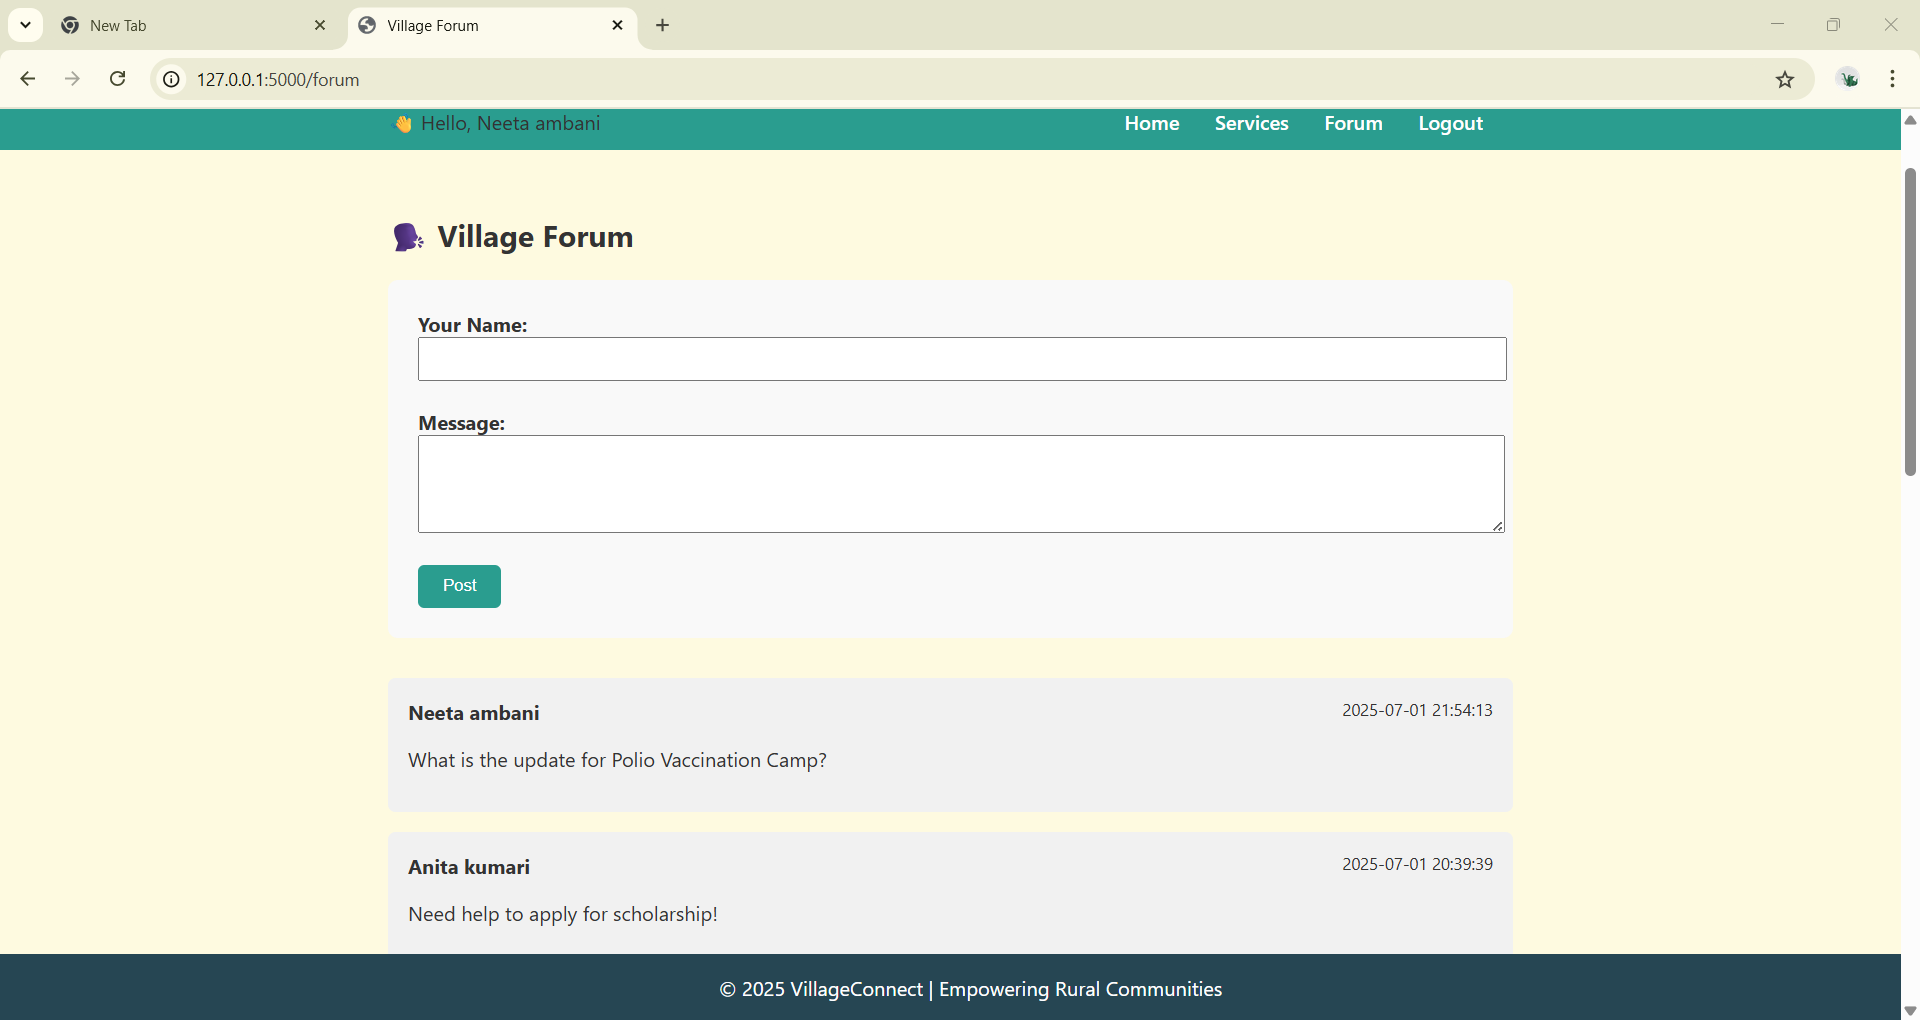 New Tab
Village Forum
127.0.0.1:5000/forum
👋 Hello, Neeta ambani
Home Services Forum Logout
Village Forum
Your Name:
Message:
Post
Neeta ambani 2025-07-01 21:54:13
What is the update for Polio Vaccination Camp?
Anita kumari 2025-07-01 20:39:39
Need help to apply for scholarship!
© 2025 VillageConnect | Empowering Rural Communities